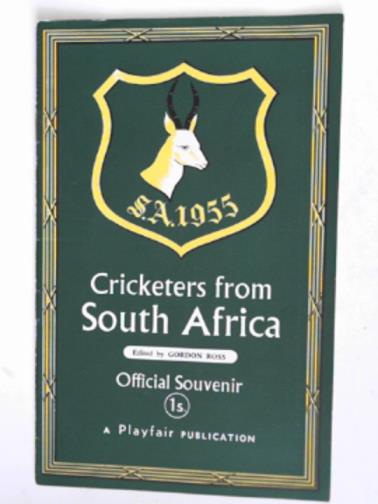 S.A.1955
Cricketers from
South Africa
Edited by GORDON ROSS
Official Souvenir
1s.
A Playfair PUBLICATION